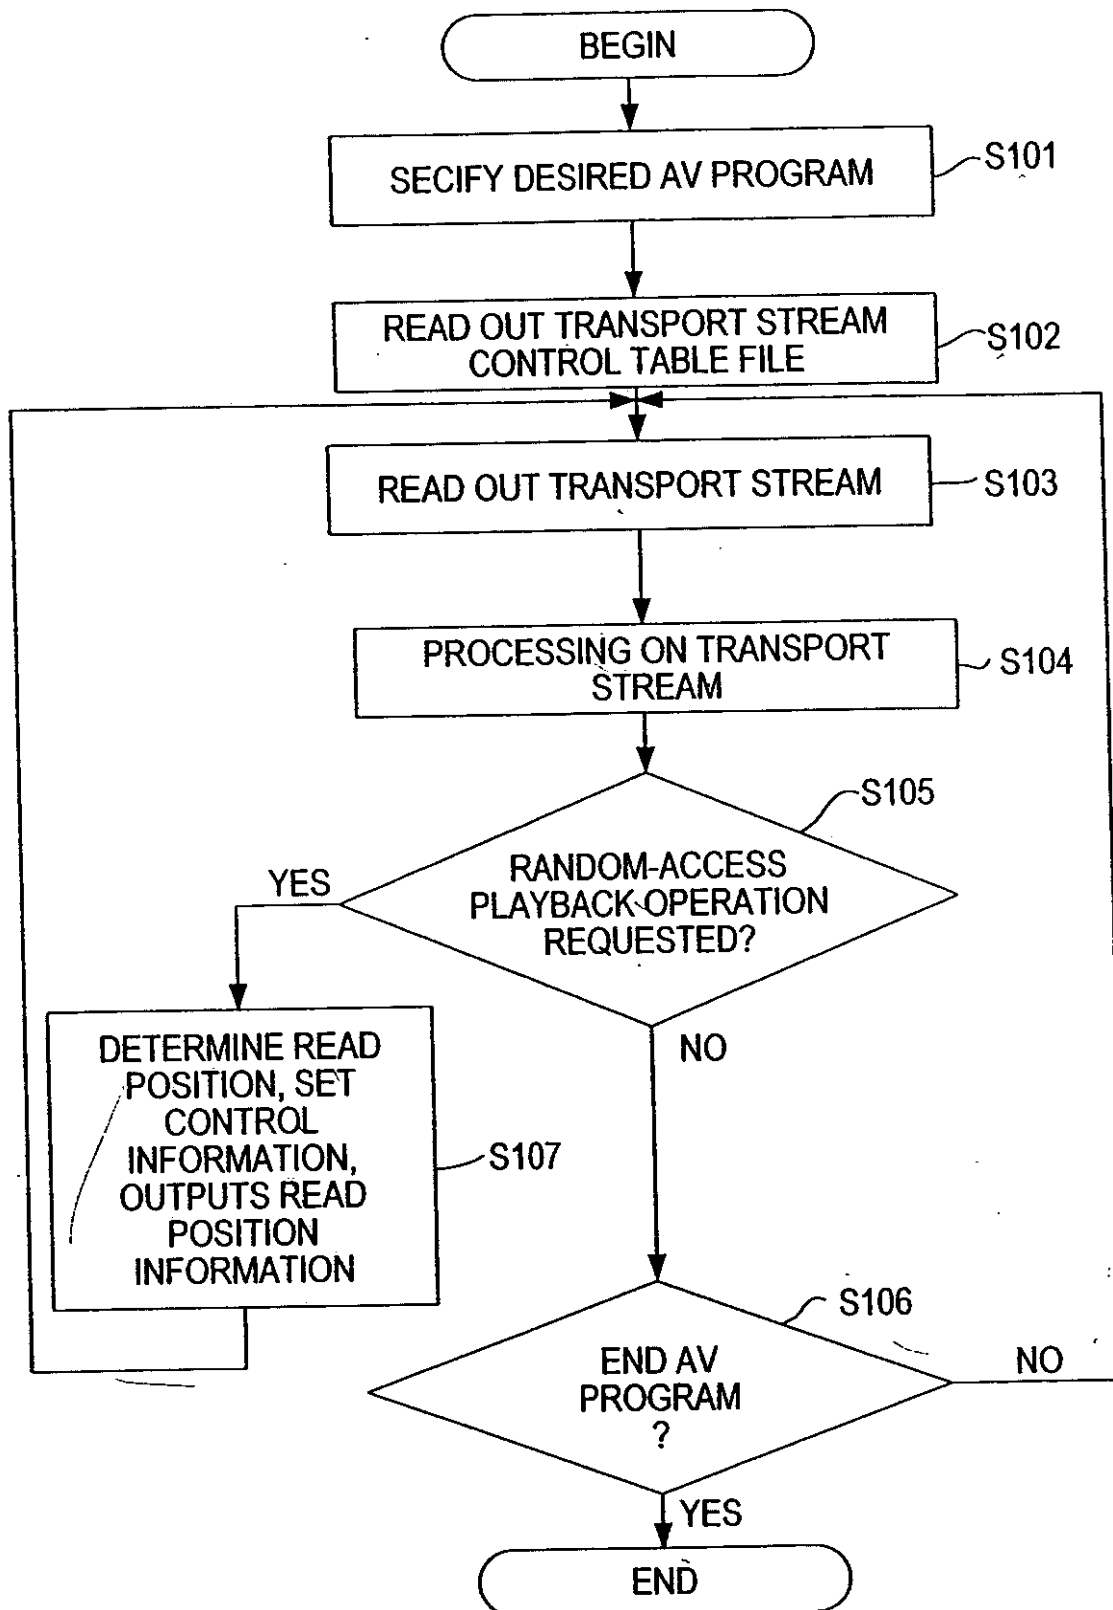 BEGIN
SECIFY DESIRED AV PROGRAM
S101
READ OUT TRANSPORT STREAM
CONTROL TABLE FILE
S102
READ OUT TRANSPORT STREAM
S103
PROCESSING ON TRANSPORT
STREAM
S104
S105
RANDOM-ACCESS
PLAYBACK OPERATION
REQUESTED?
YES
NO
DETERMINE READ
POSITION, SET
CONTROL
INFORMATION,
OUTPUTS READ
POSITION
INFORMATION
S107
S106
END AV
PROGRAM
?
NO
YES
END